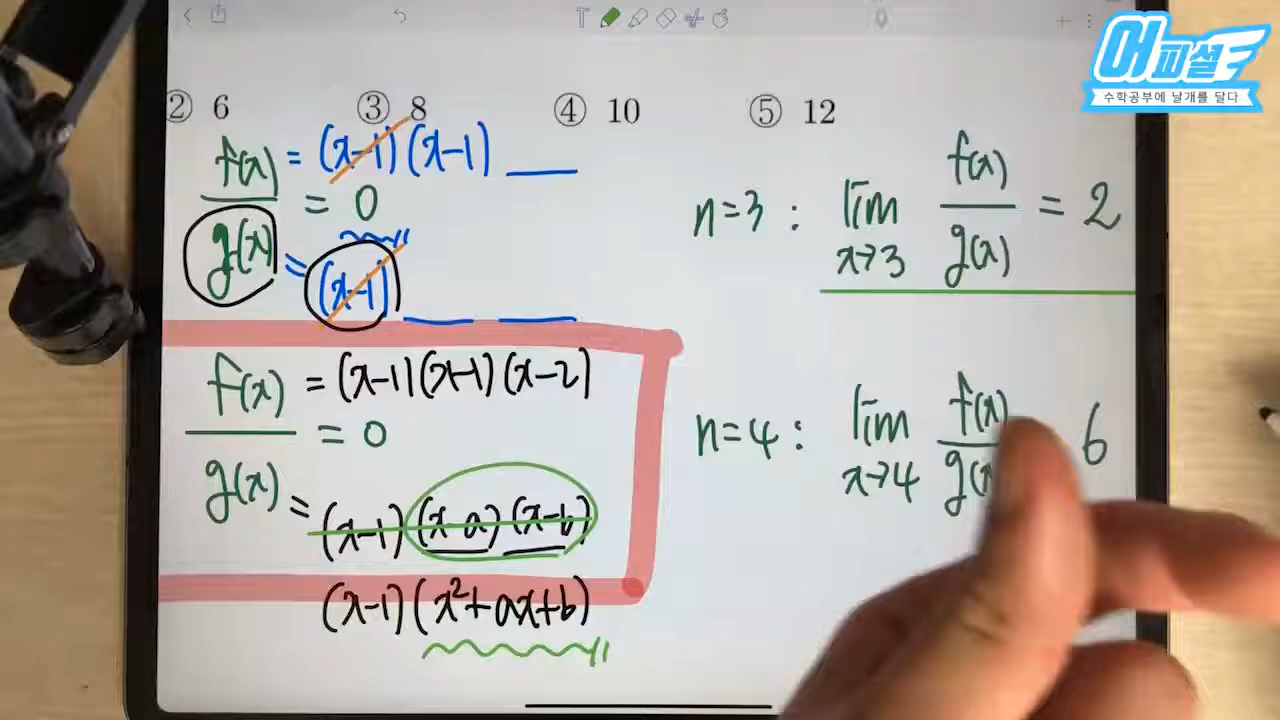 어피셜
수학공부에 날개를 달다
② 6 ③ 8 ④ 10 ⑤ 12
f(x) = (x-1)(x-1)
= 0
g(x) = (x-1)
n=3 : lim x→3 f(x)/g(x) = 2
f(x) = (x-1)(x-1)(x-2)
= 0
g(x) = (x-1)(x-a)(x-b)
(x-1)(x²+ax+b)
n=4 : lim x→4 f(x)/g(x) 6